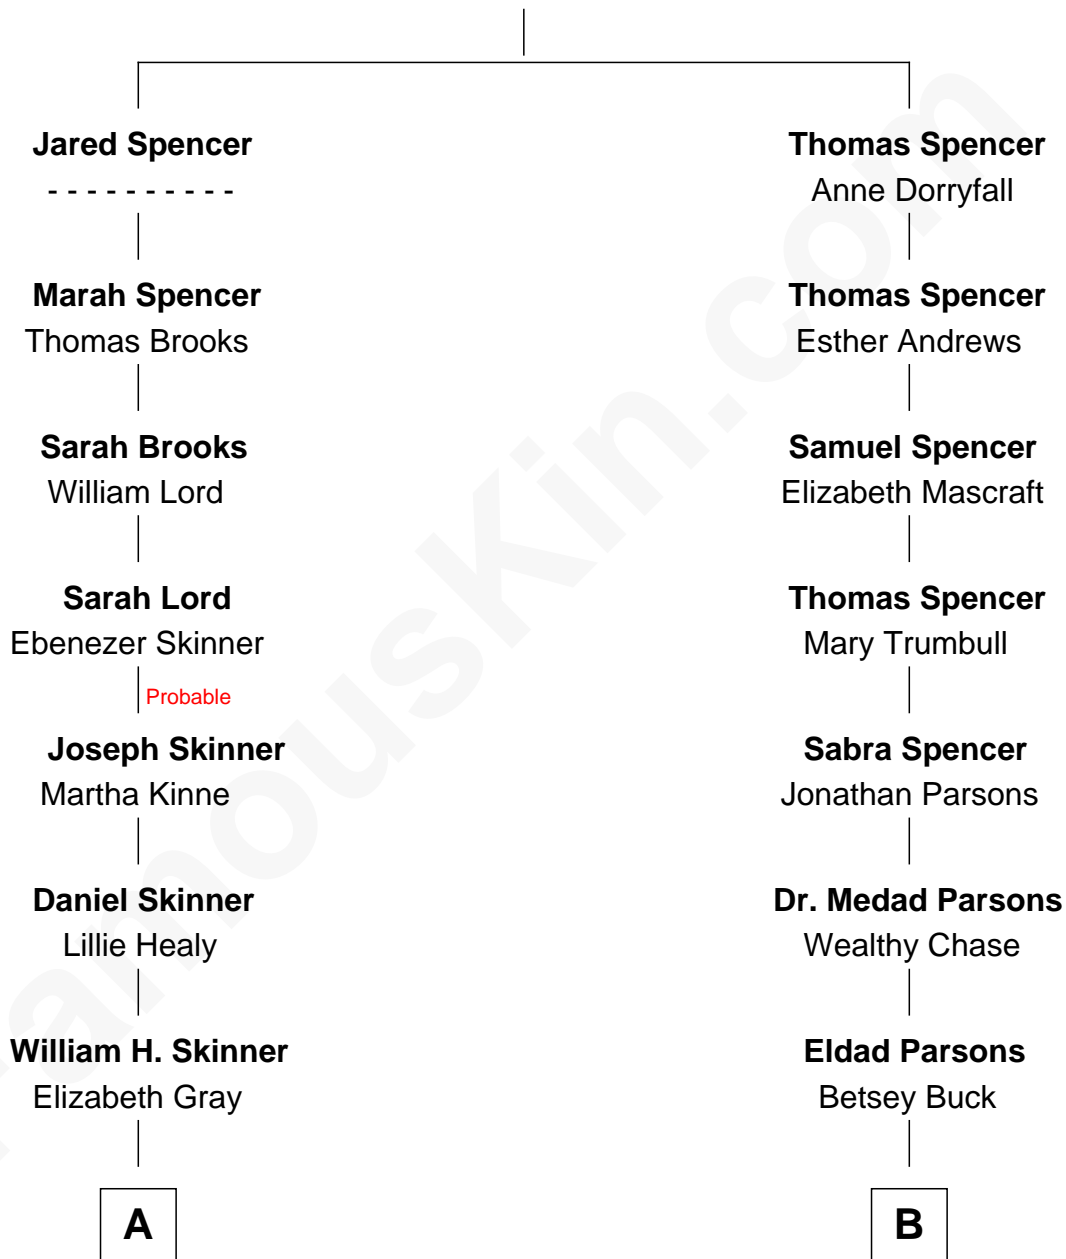 Jared Spencer
- - - - - - - - - -
Marah Spencer
Thomas Brooks
Sarah Brooks
William Lord
Sarah Lord
Ebenezer Skinner
Probable
Joseph Skinner
Martha Kinne
Daniel Skinner
Lillie Healy
William H. Skinner
Elizabeth Gray
A
Thomas Spencer
Anne Dorryfall
Thomas Spencer
Esther Andrews
Samuel Spencer
Elizabeth Mascraft
Thomas Spencer
Mary Trumbull
Sabra Spencer
Jonathan Parsons
Dr. Medad Parsons
Wealthy Chase
Eldad Parsons
Betsey Buck
B
FamousKin.com